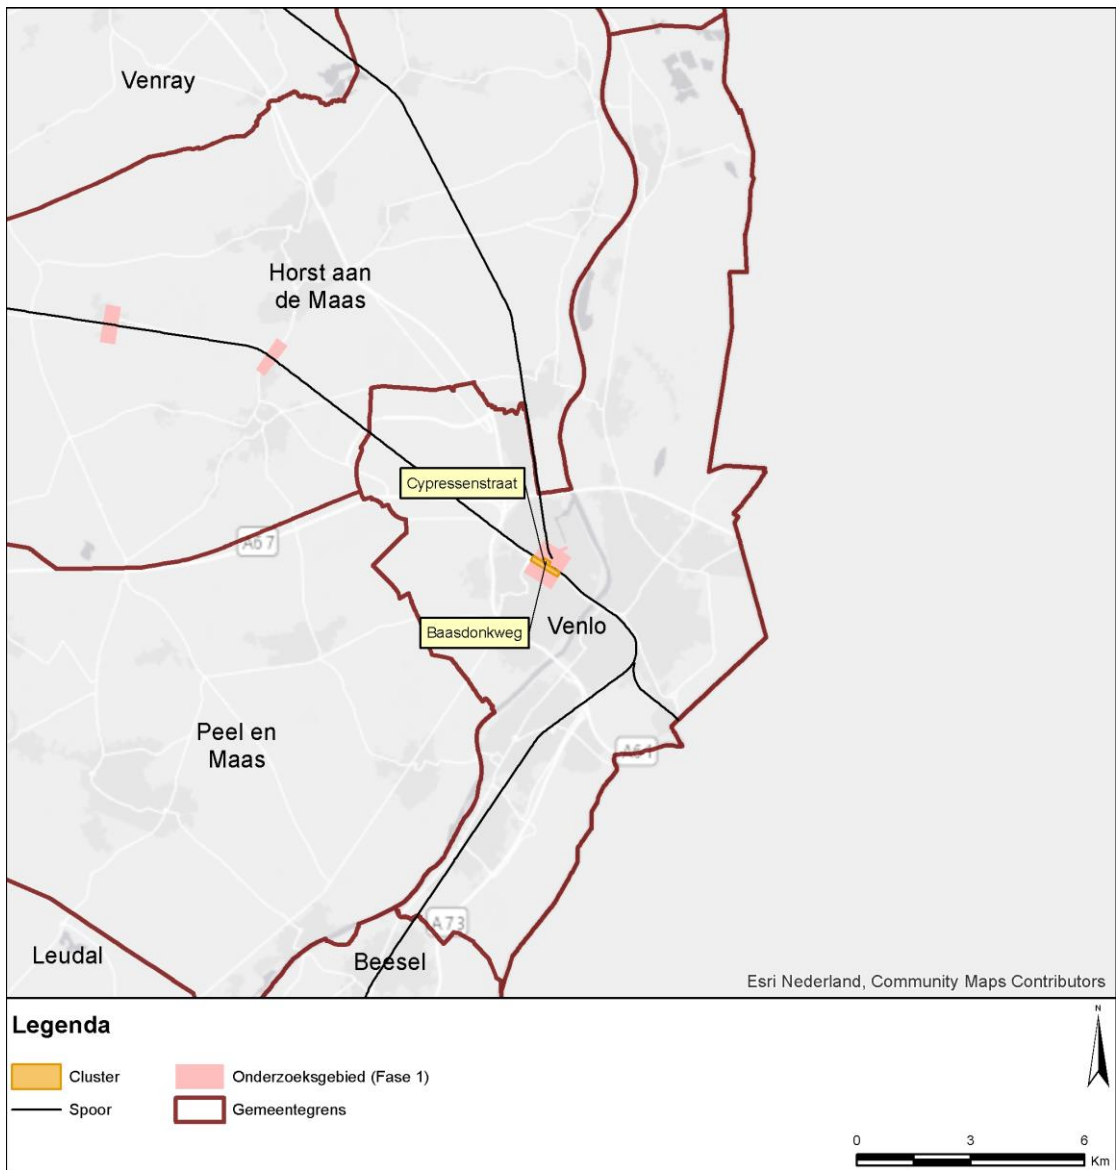 Venray
Horst aan
de Maas
Cypressenstraat
A67
Baasdonkweg
Venlo
Peel en
Maas
A61
A73
Leudal
Beesel
Esri Nederland, Community Maps Contributors
Legenda
N
Cluster
Onderzoeksgebied (Fase 1)
Spoor
Gemeentegrens
0 3 6
Km